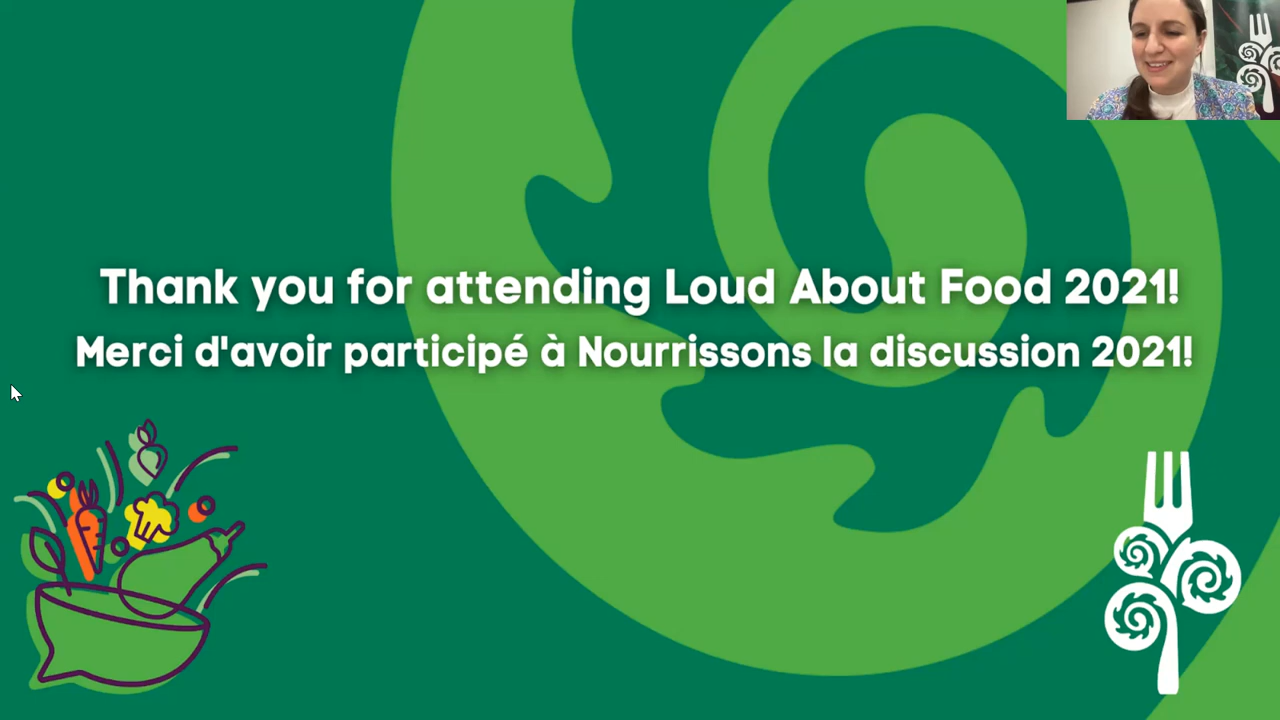 Thank you for attending Loud About Food 2021!
Merci d'avoir participé à Nourrissons la discussion 2021!